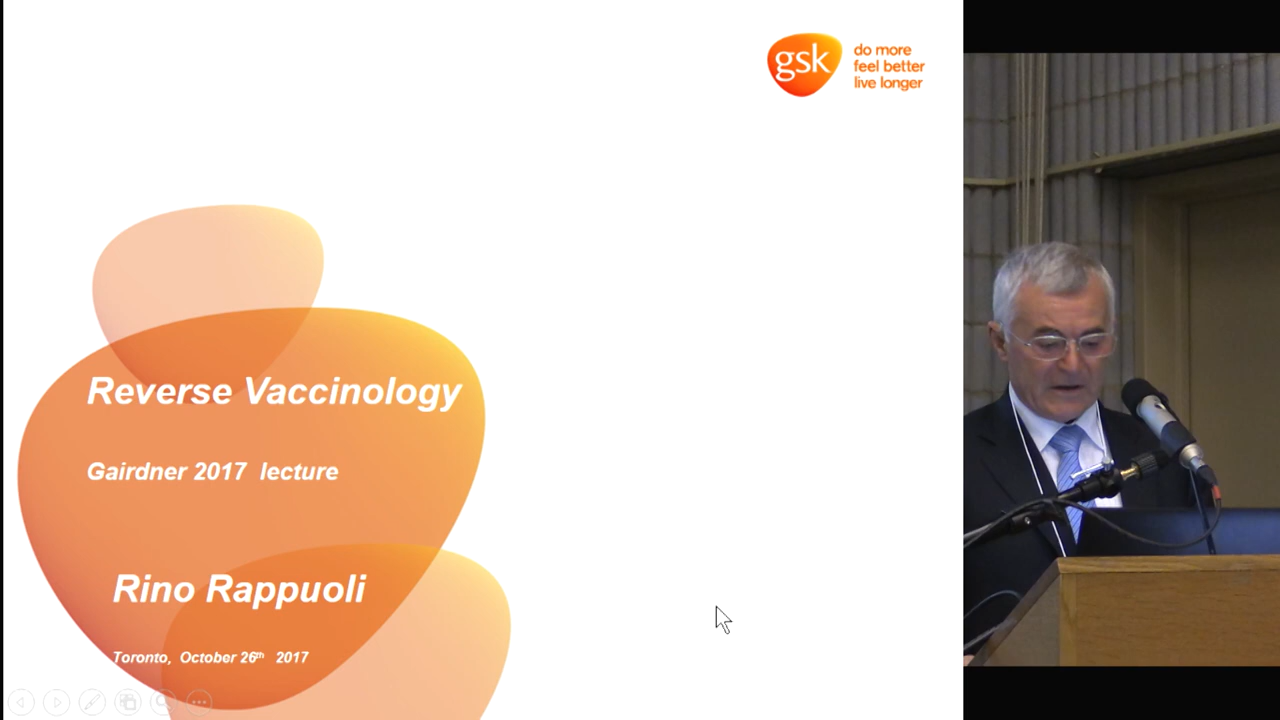 gsk
do more
feel better
live longer
Reverse Vaccinology
Gairdner 2017 lecture
Rino Rappuoli
Toronto, October 26th 2017